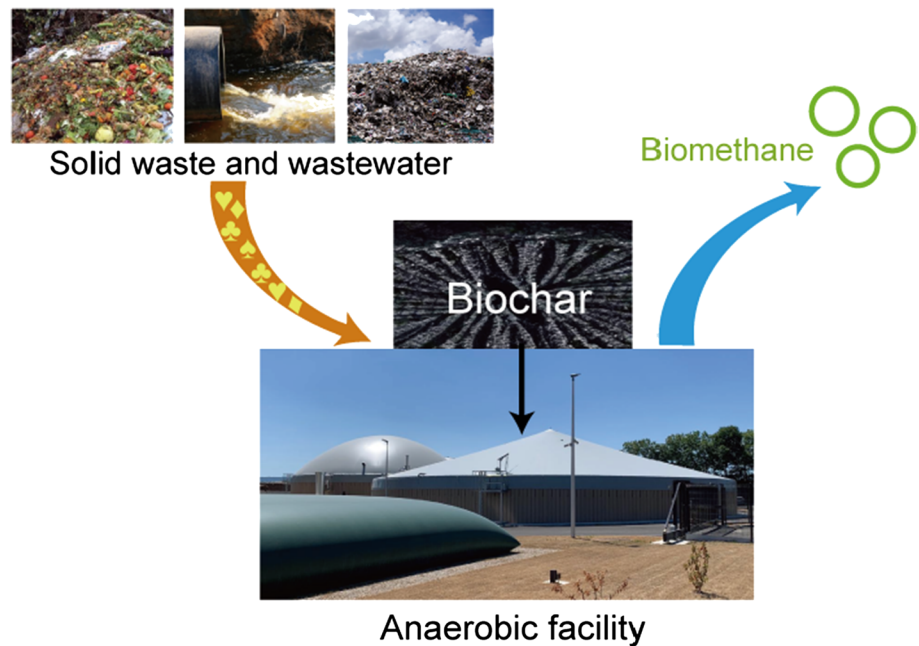 Solid waste and wastewater
Biomethane
Biochar
Anaerobic facility